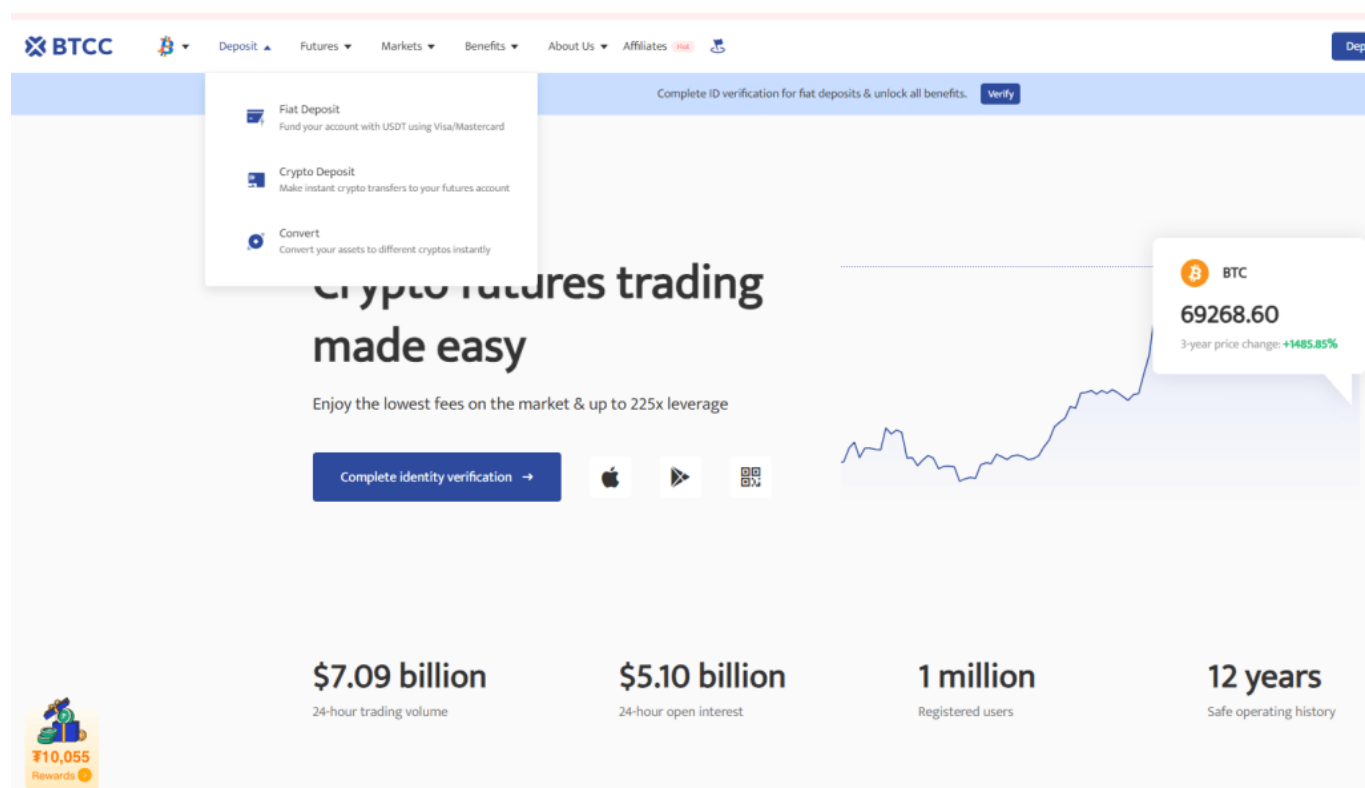 BTCC
Deposit
Futures
Markets
Benefits
About Us
Affiliates
Hot
Dep
Complete ID verification for fiat deposits & unlock all benefits.
Verify
Fiat Deposit
Fund your account with USDT using Visa/Mastercard
Crypto Deposit
Make instant crypto transfers to your futures account
Convert
Convert your assets to different cryptos instantly
Crypto futures trading
made easy
Enjoy the lowest fees on the market & up to 225x leverage
Complete identity verification →
BTC
69268.60
3-year price change: +1485.85%
$7.09 billion
24-hour trading volume
$5.10 billion
24-hour open interest
1 million
Registered users
12 years
Safe operating history
₮10,055
Rewards